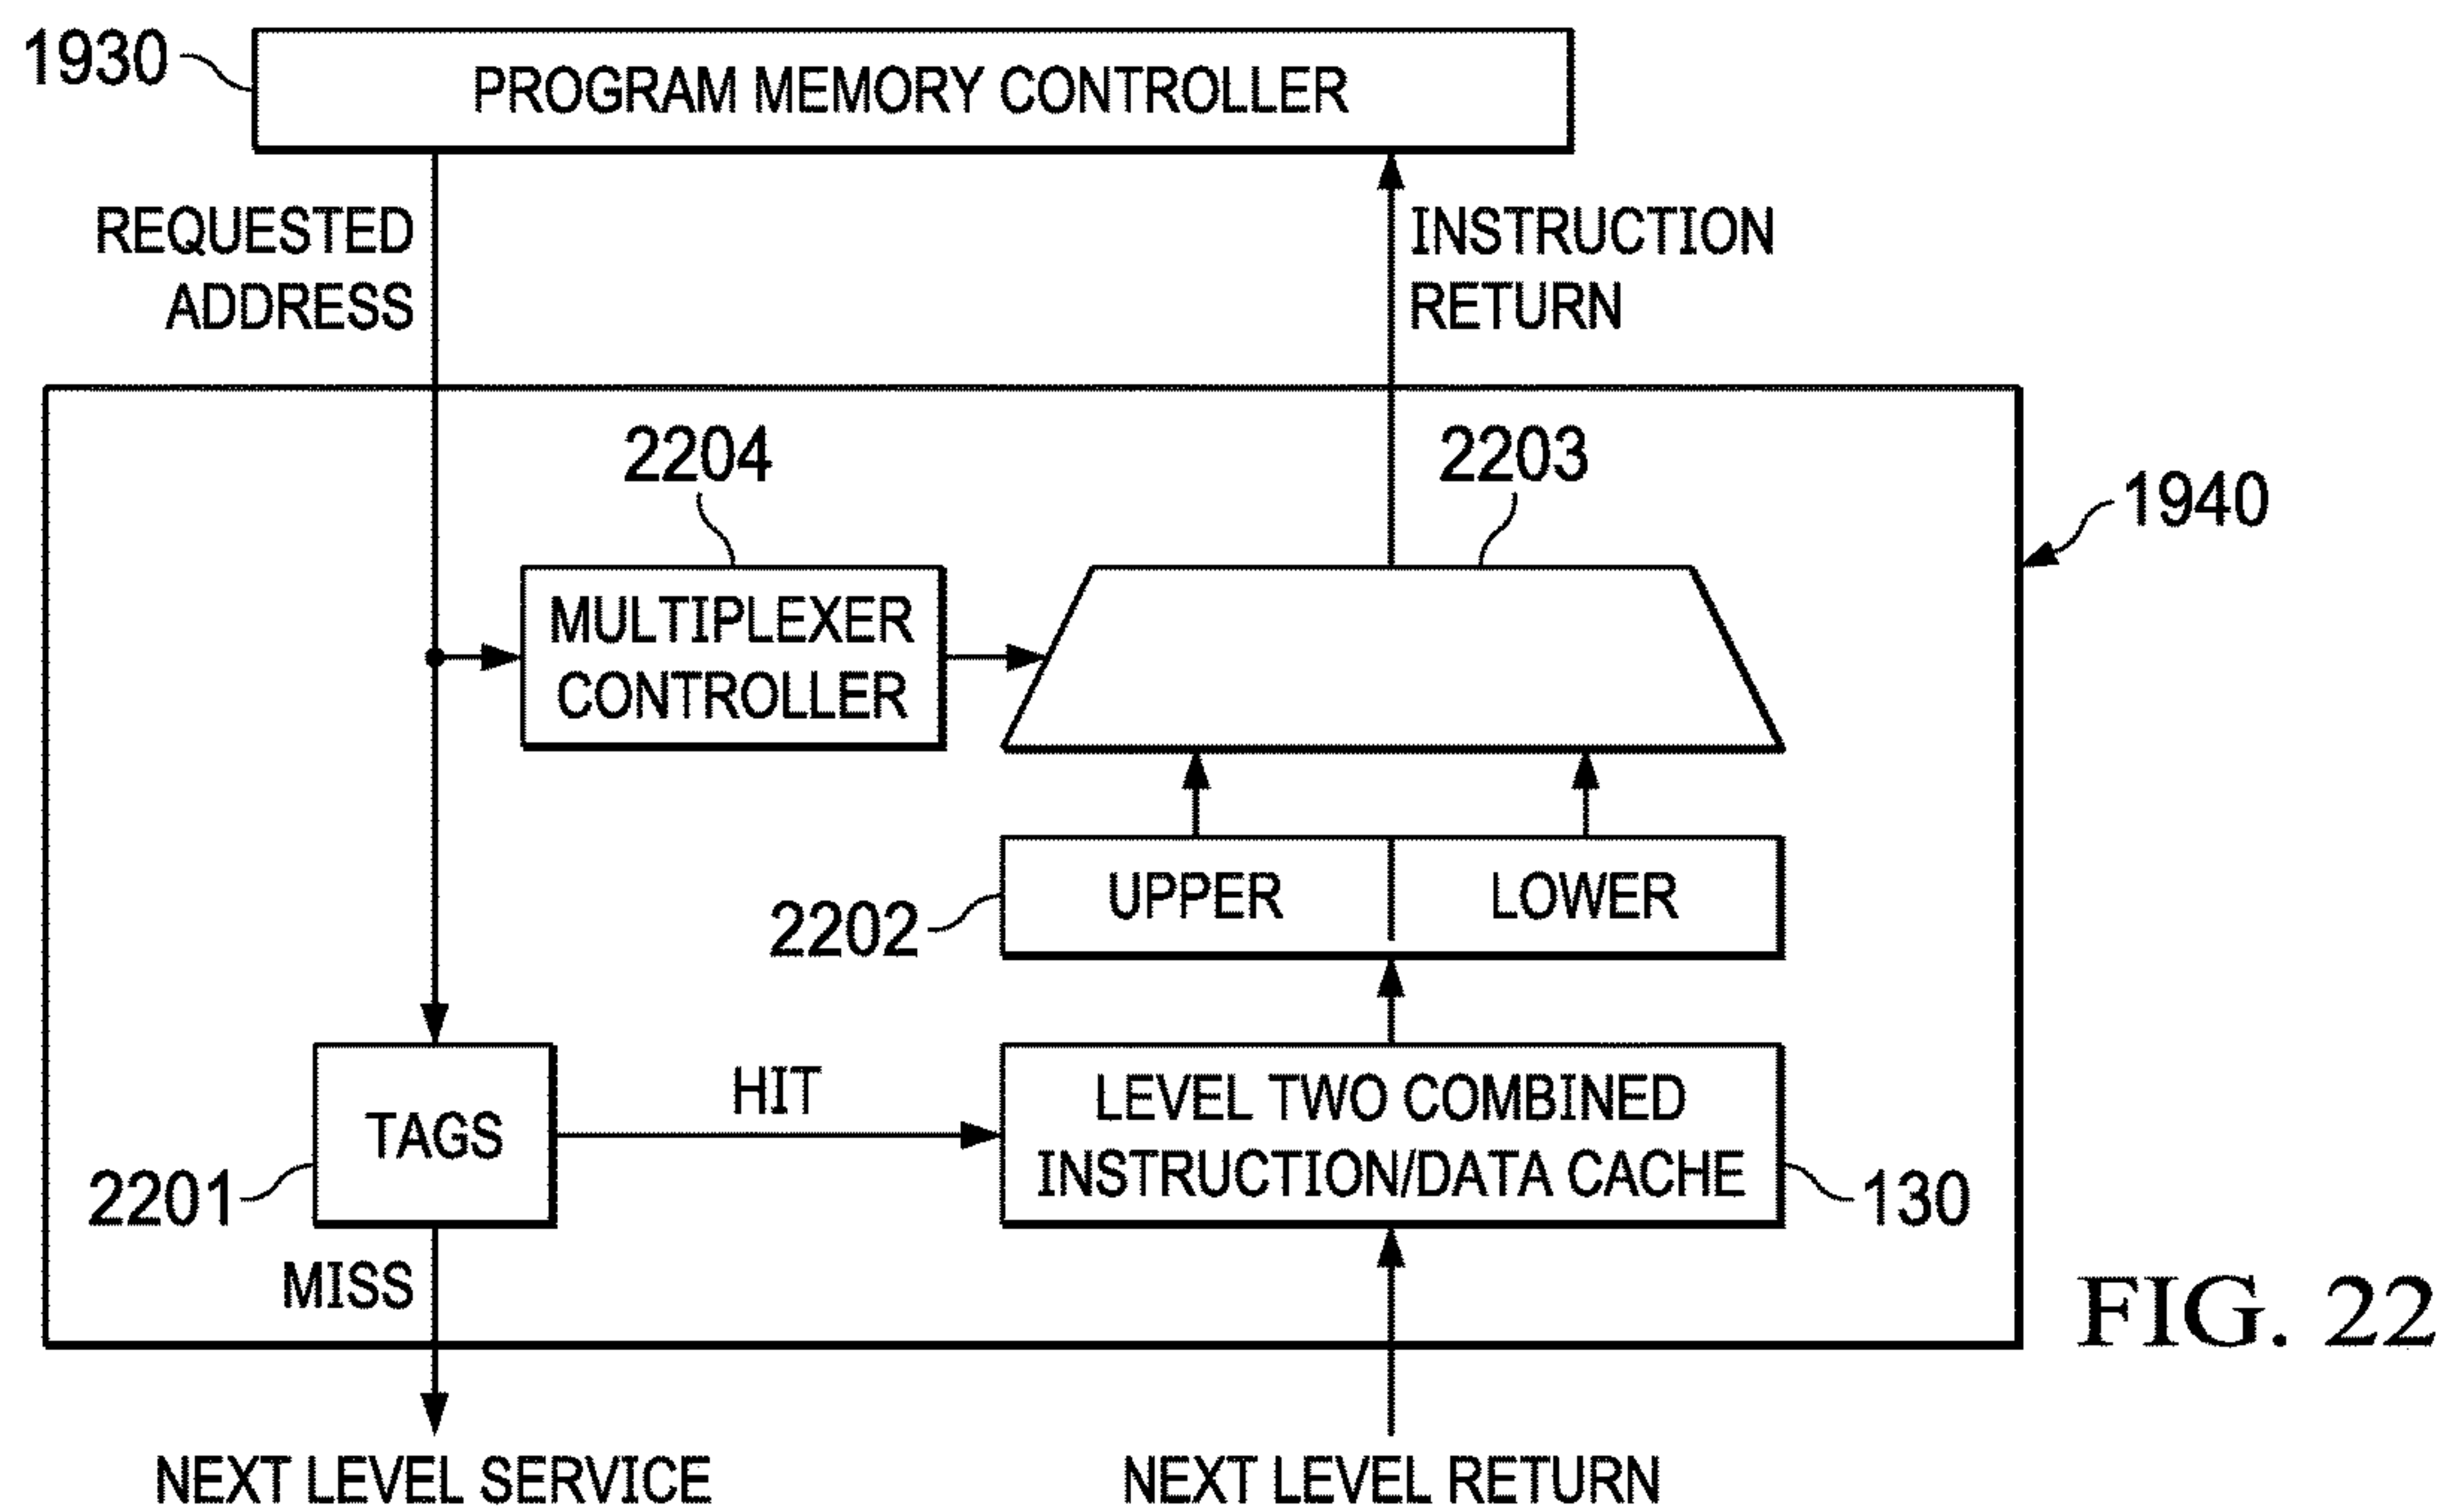 1930
PROGRAM MEMORY CONTROLLER
REQUESTED
ADDRESS
INSTRUCTION
RETURN
2204
2203
1940
MULTIPLEXER
CONTROLLER
UPPER
LOWER
2202
TAGS
HIT
LEVEL TWO COMBINED
INSTRUCTION/DATA CACHE
2201
130
MISS
FIG. 22
NEXT LEVEL SERVICE
NEXT LEVEL RETURN